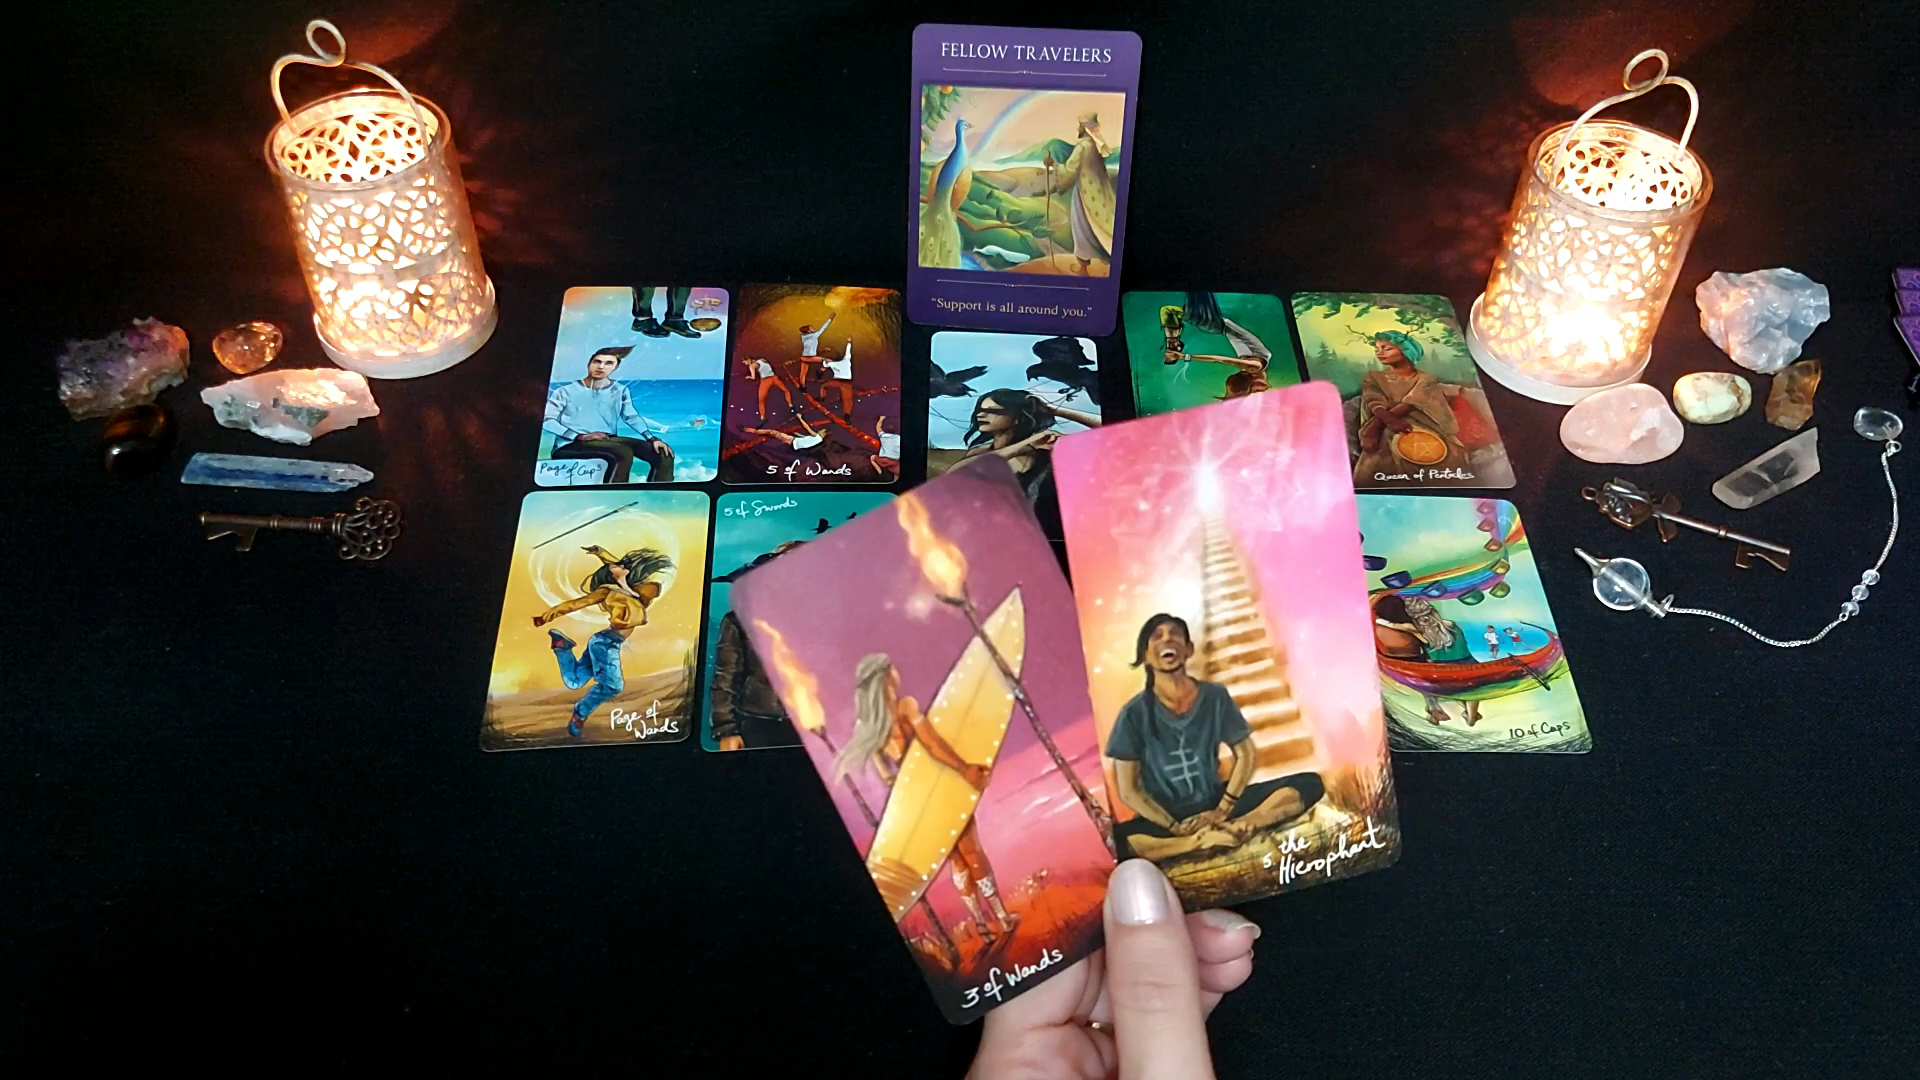 FELLOW TRAVELERS
"Support is all around you."
Page of Cups
5 of Wands
Queen of Pentacles
Page of Wands
5 of Swords
10 of Cups
3 of Wands
5. the Hierophant